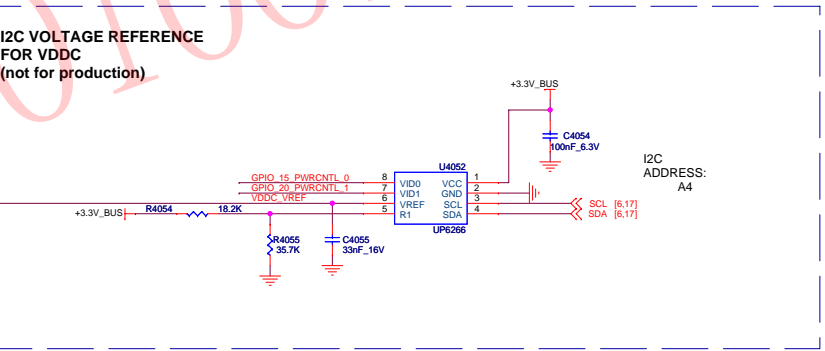 I2C VOLTAGE REFERENCE
FOR VDDC
(not for production)
+3.3V_BUS
C4054
100nF_6.3V
I2C
ADDRESS:
A4
U4052
GPIO_15_PWRCNTL_0 8 VID0 VCC 1
GPIO_20_PWRCNTL_1 7 VID1 GND 2
VDDC_VREF 6 VREF SCL 3 SCL [6,17]
+3.3V_BUS R4054 18.2K 5 R1 SDA 4 SDA [6,17]
UP6266
R4055
35.7K
C4055
33nF_16V